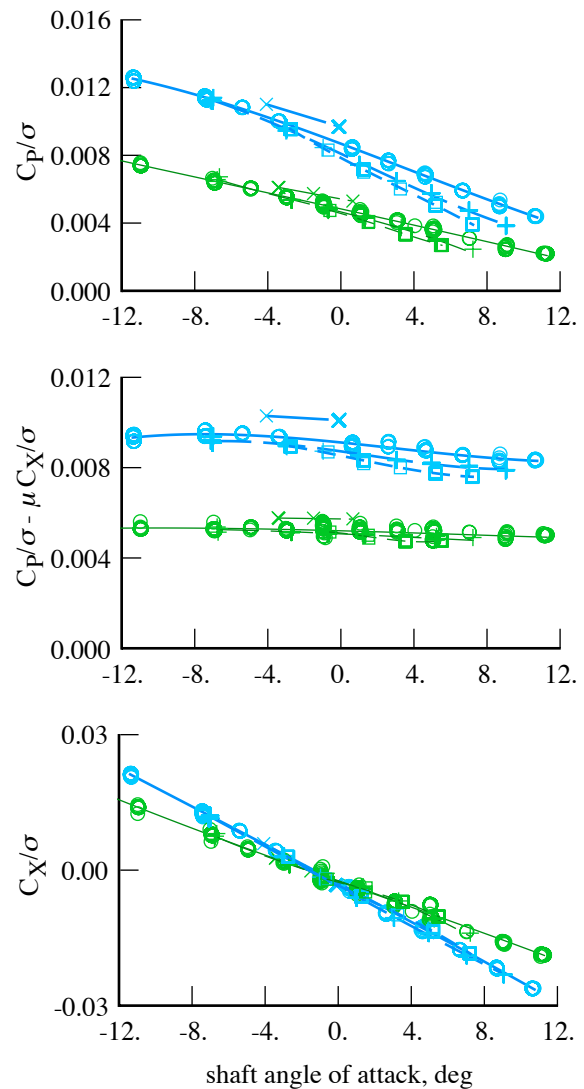 0.016
0.012
0.008
0.004
0.000
C_P/σ
-12. -8. -4. 0. 4. 8. 12.
0.012
0.008
0.004
0.000
C_P/σ - μ C_X/σ
-12. -8. -4. 0. 4. 8. 12.
0.03
0.00
-0.03
C_X/σ
-12. -8. -4. 0. 4. 8. 12.
shaft angle of attack, deg